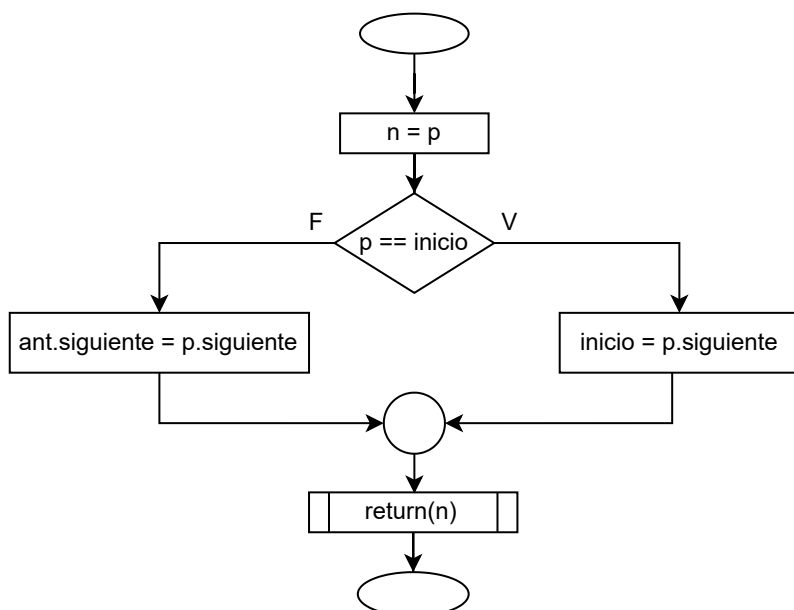 n = p
F
V
p == inicio
ant.siguiente = p.siguiente
inicio = p.siguiente
return(n)